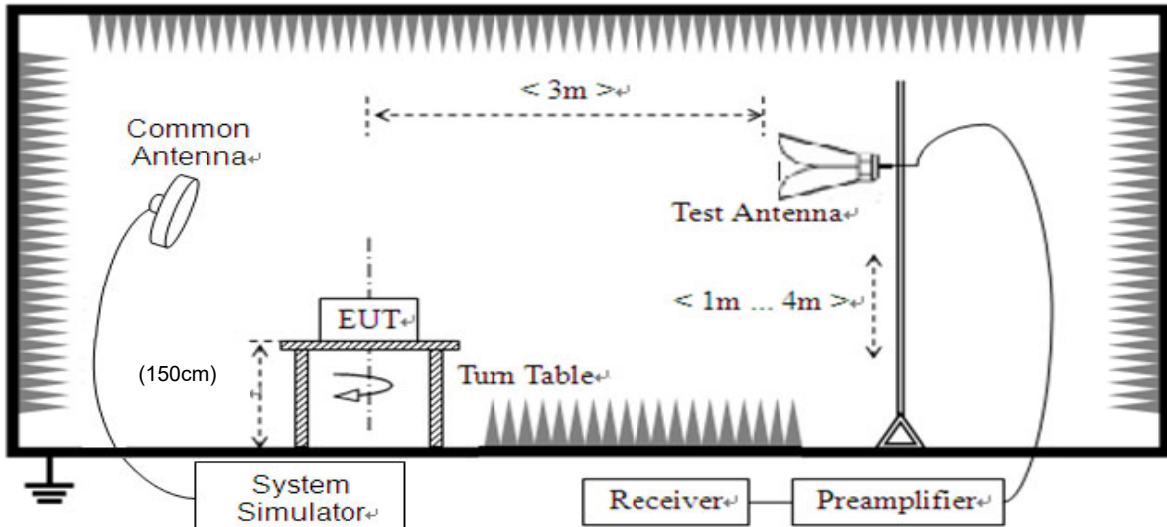 < 3m >↵
Common
Antenna↵
Test Antenna↵
< 1m ... 4m >↵
EUT↵
(150cm)
Turn Table↵
System
Simulator↵
Receiver↵
Preamplifier↵